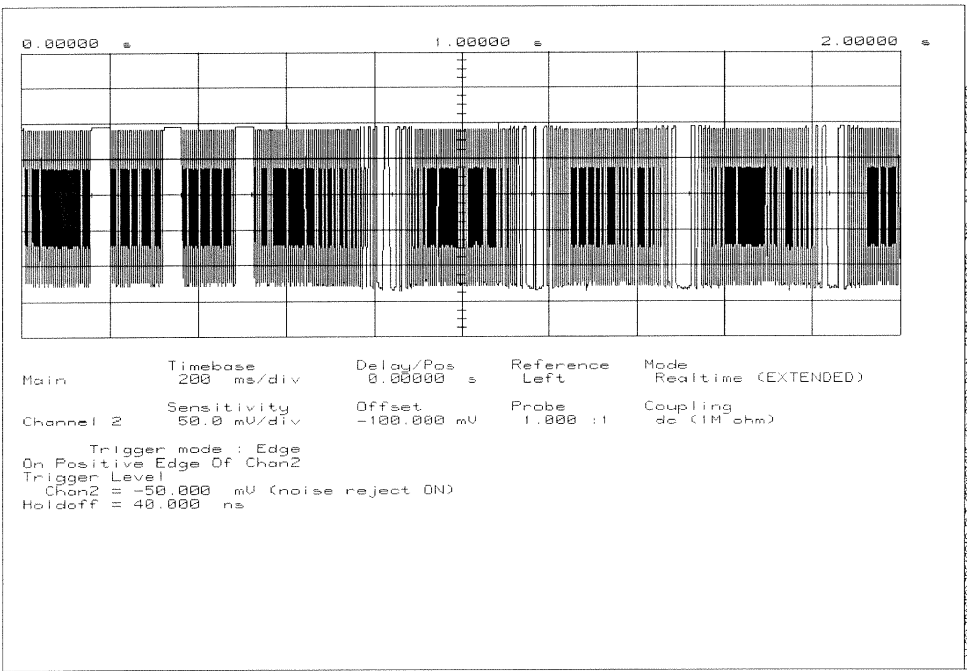 0.00000 s 1.00000 s 2.00000 s
Timebase Delay/Pos Reference Mode
Main 200 ms/div 0.00000 s Left Realtime (EXTENDED)
Sensitivity Offset Probe Coupling
Channel 2 50.0 mV/div -100.000 mV 1.000 :1 dc (1M ohm)
Trigger mode : Edge
On Positive Edge Of Chan2
Trigger Level
Chan2 = -50.000 mV (noise reject ON)
Holdoff = 40.000 ns